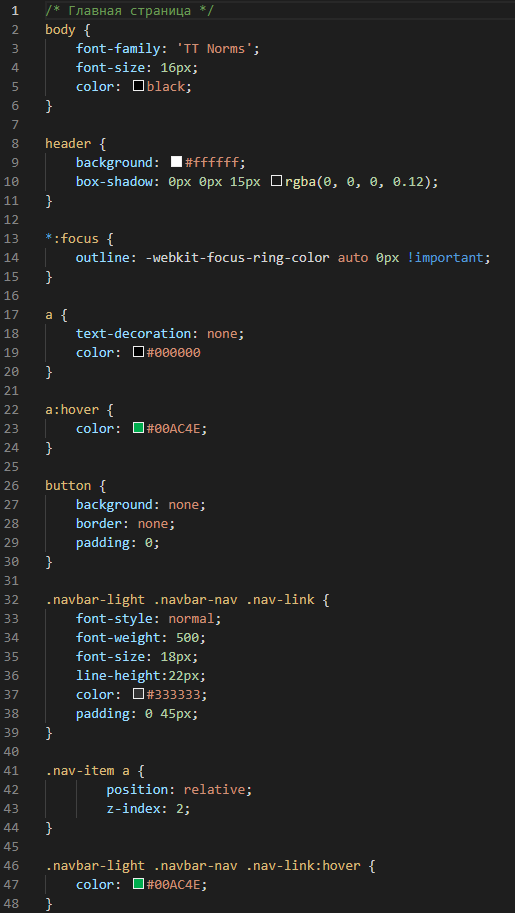 1 /* Главная страница */
2 body {
3     font-family: 'TT Norms';
4     font-size: 16px;
5     color: black;
6 }
7
8 header {
9     background: #ffffff;
10     box-shadow: 0px 0px 15px rgba(0, 0, 0, 0.12);
11 }
12
13 *:focus {
14     outline: -webkit-focus-ring-color auto 0px !important;
15 }
16
17 a {
18     text-decoration: none;
19     color: #000000
20 }
21
22 a:hover {
23     color: #00AC4E;
24 }
25
26 button {
27     background: none;
28     border: none;
29     padding: 0;
30 }
31
32 .navbar-light .navbar-nav .nav-link {
33     font-style: normal;
34     font-weight: 500;
35     font-size: 18px;
36     line-height:22px;
37     color: #333333;
38     padding: 0 45px;
39 }
40
41 .nav-item a {
42         position: relative;
43         z-index: 2;
44 }
45
46 .navbar-light .navbar-nav .nav-link:hover {
47     color: #00AC4E;
48 }